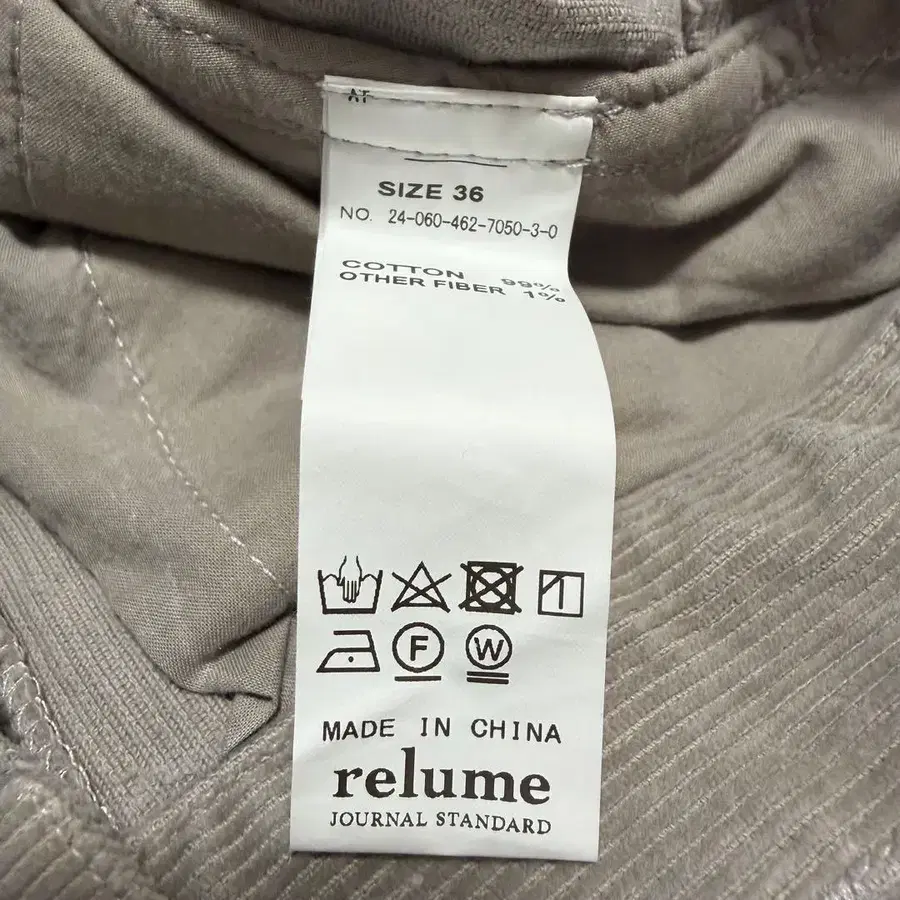 SIZE 36
NO. 24-060-462-7050-3-0
COTTON 99%
OTHER FIBER 1%
F W
MADE IN CHINA
relume
JOURNAL STANDARD